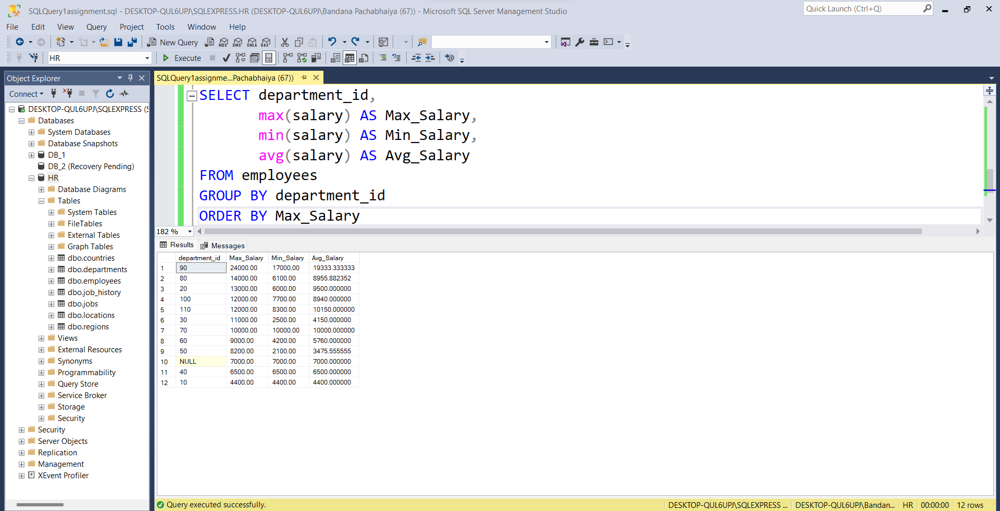 SQLQuery1assignment.sql - DESKTOP-QUL6UPJ\SQLEXPRESS.HR (DESKTOP-QUL6UPJ\Bandana Pachabhaiya (67)) - Microsoft SQL Server Management Studio
Quick Launch (Ctrl+Q)
File Edit View Query Project Tools Window Help
New Query MDX DMX XMLA DAX
HR Execute
Object Explorer
SQLQuery1assignme...Pachabhaiya (67))
Connect
DESKTOP-QUL6UPJ\SQLEXPRESS (S
Databases
System Databases
Database Snapshots
DB_1
DB_2 (Recovery Pending)
HR
Database Diagrams
Tables
System Tables
FileTables
External Tables
Graph Tables
dbo.countries
dbo.departments
dbo.employees
dbo.job_history
dbo.jobs
dbo.locations
dbo.regions
Views
External Resources
Synonyms
Programmability
Query Store
Service Broker
Storage
Security
Security
Server Objects
Replication
Management
XEvent Profiler
SELECT department_id,
max(salary) AS Max_Salary,
min(salary) AS Min_Salary,
avg(salary) AS Avg_Salary
FROM employees
GROUP BY department_id
ORDER BY Max_Salary
182 %
Results Messages
department_id Max_Salary Min_Salary Avg_Salary
1 90 24000.00 17000.00 19333.333333
2 80 14000.00 6100.00 8955.882352
3 20 13000.00 6000.00 9500.000000
4 100 12000.00 7700.00 8940.000000
5 110 12000.00 8300.00 10150.000000
6 30 11000.00 2500.00 4150.000000
7 70 10000.00 10000.00 10000.000000
8 60 9000.00 4200.00 5760.000000
9 50 8200.00 2100.00 3475.555555
10 NULL 7000.00 7000.00 7000.000000
11 40 6500.00 6500.00 6500.000000
12 10 4400.00 4400.00 4400.000000
Query executed successfully.
DESKTOP-QUL6UPJ\SQLEXPRESS ... DESKTOP-QUL6UPJ\Bandan... HR 00:00:00 12 rows